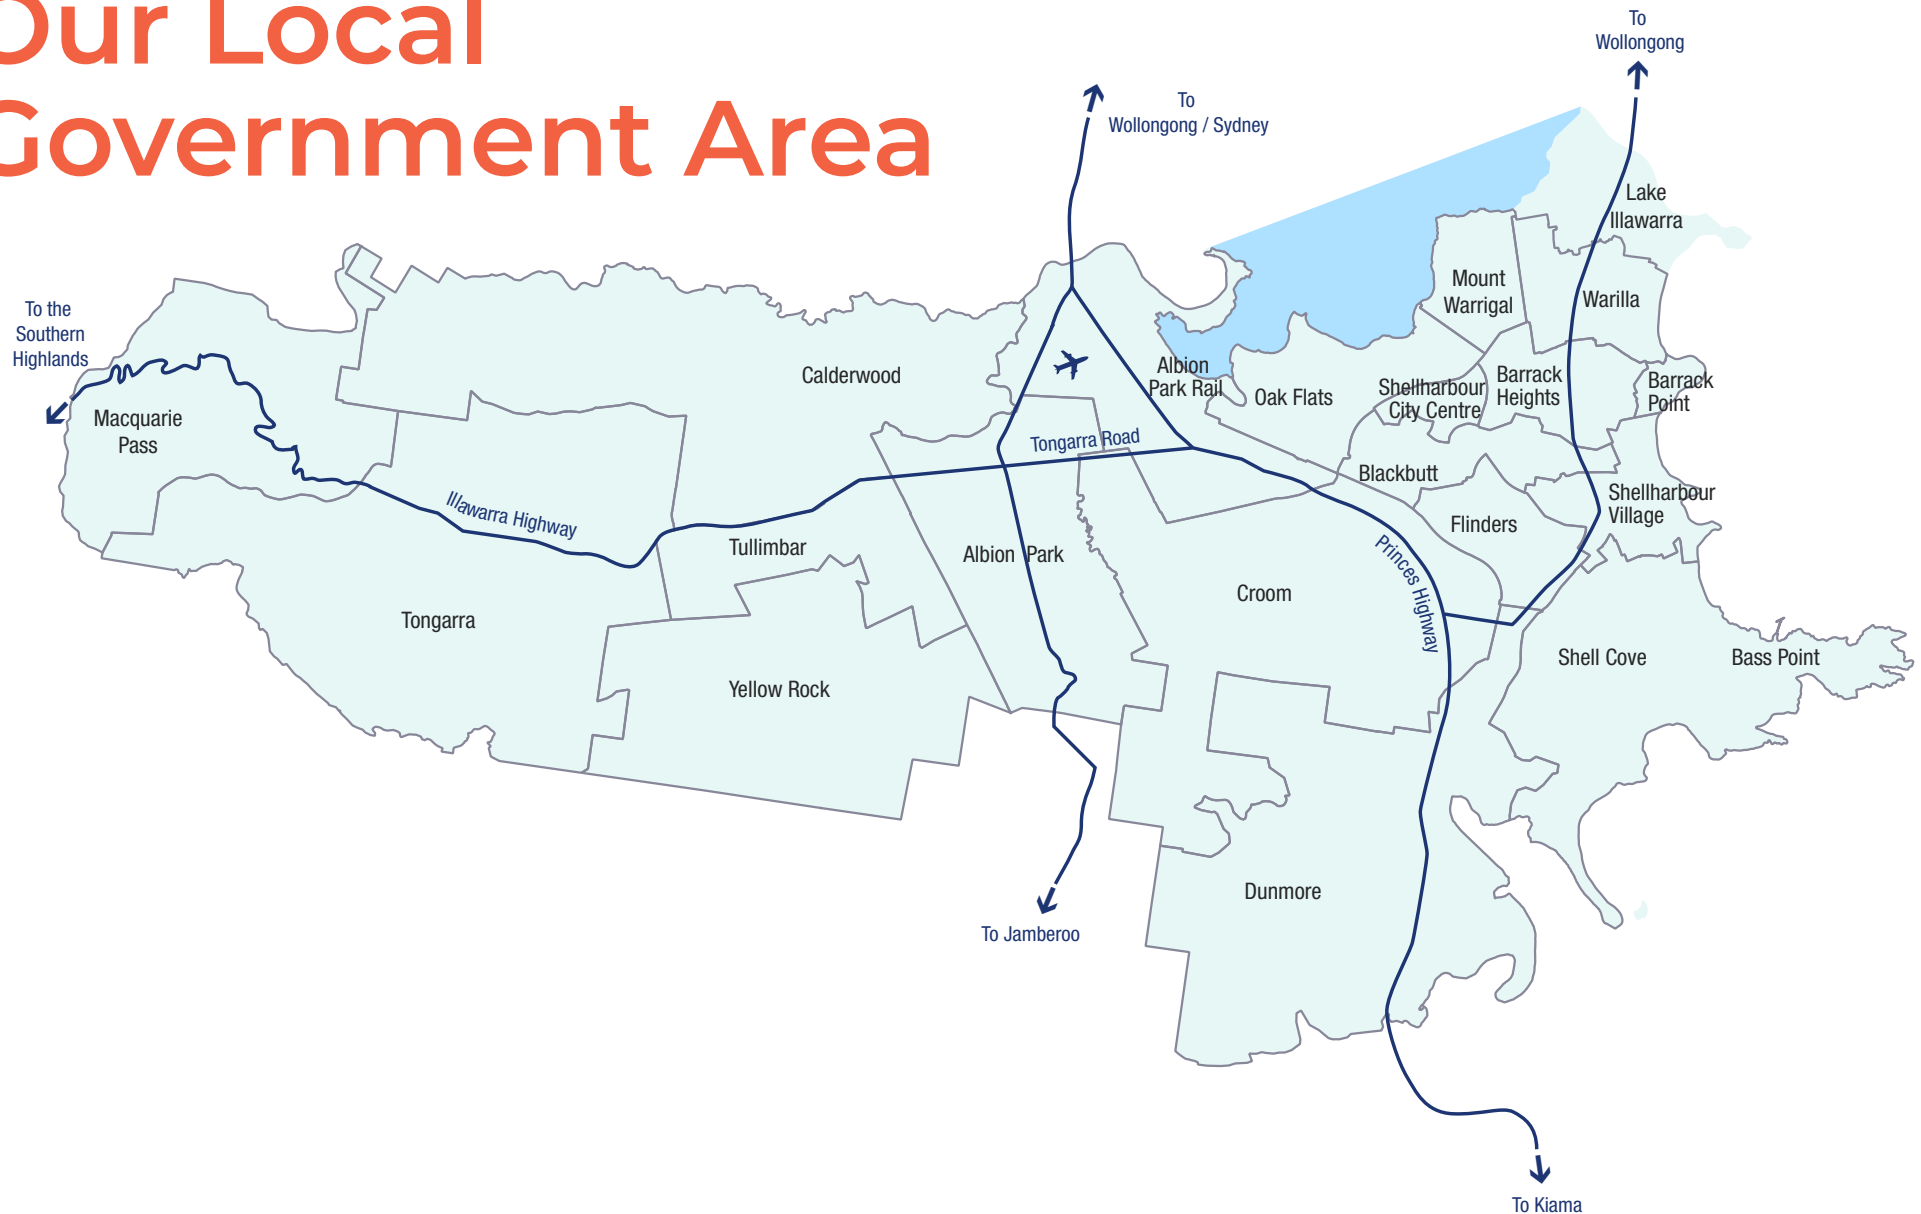 Our Local
Government Area
To
Wollongong
To
Wollongong / Sydney
Lake
Illawarra
To the
Southern
Highlands
Mount
Warrigal
Warilla
Calderwood
Albion
Park Rail
Oak Flats
Shellharbour
City Centre
Barrack
Heights
Barrack
Point
Macquarie
Pass
Tongarra Road
Blackbutt
Illawarra Highway
Shellharbour
Village
Flinders
Tullimbar
Albion Park
Princes Highway
Croom
Tongarra
Shell Cove
Bass Point
Yellow Rock
Dunmore
To Jamberoo
To Kiama